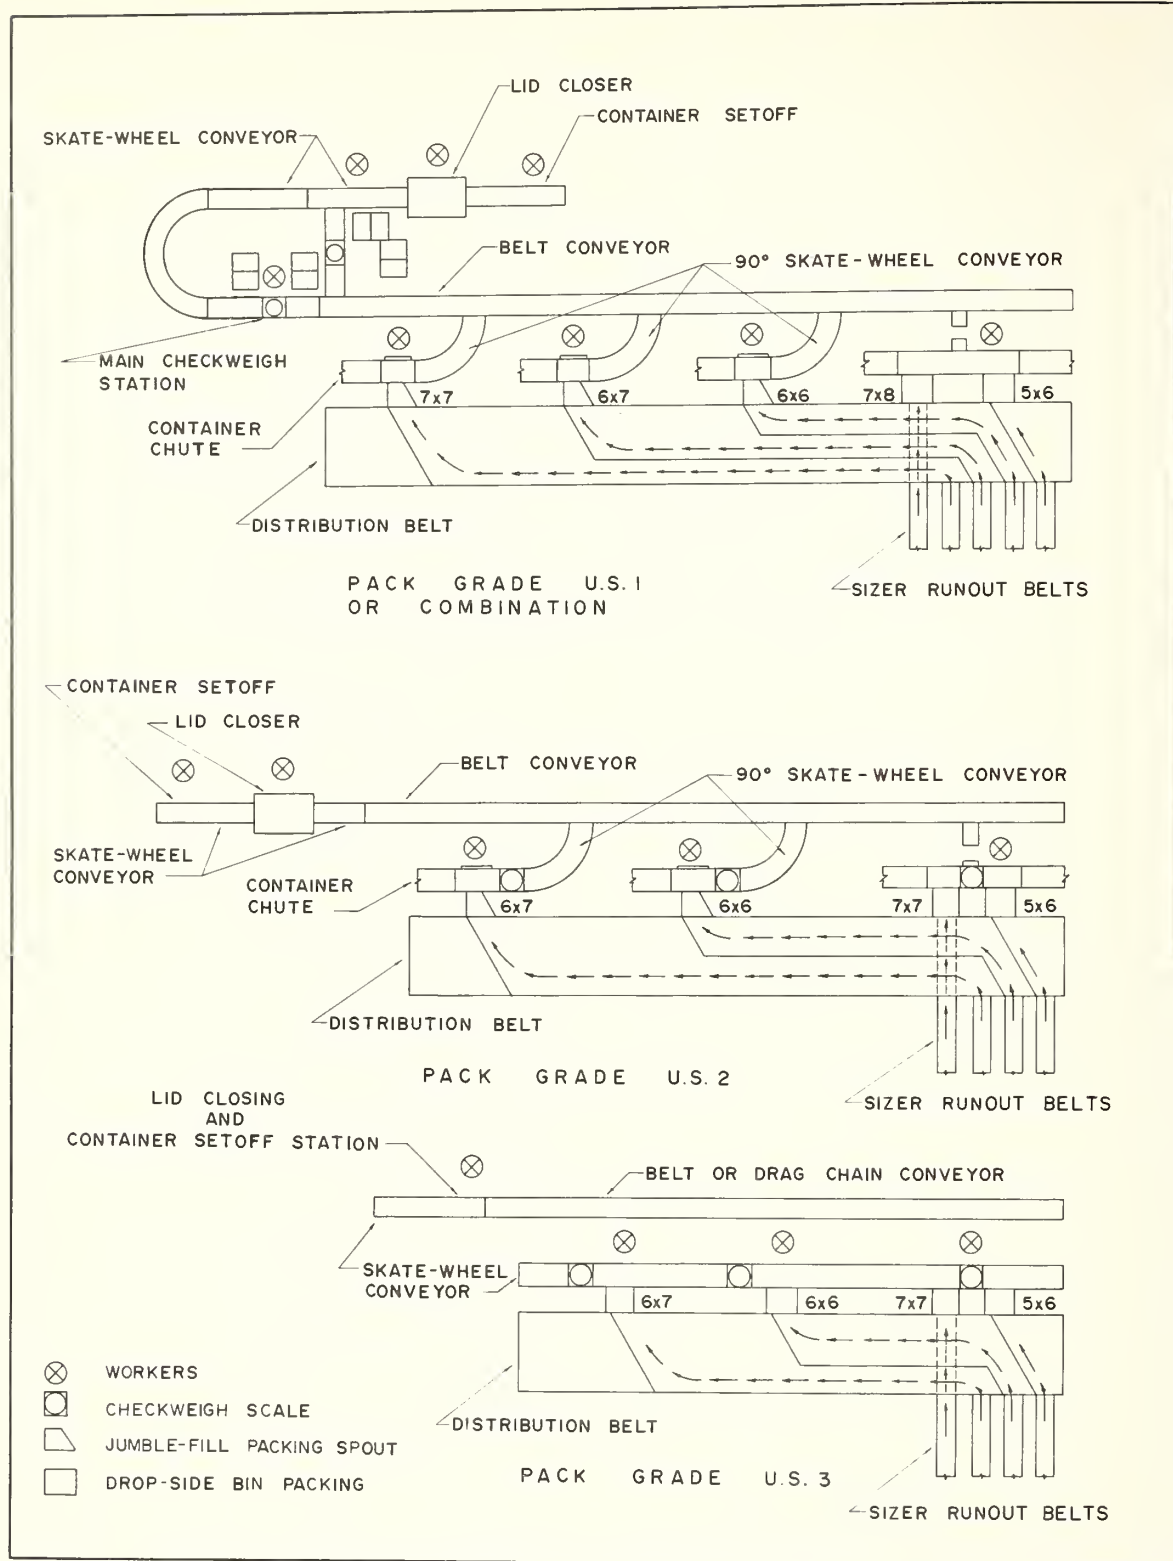 LID CLOSER
CONTAINER SETOFF
SKATE-WHEEL CONVEYOR
BELT CONVEYOR
90° SKATE-WHEEL CONVEYOR
MAIN CHECKWEIGH
STATION
7x7
6x7
6x6
7x8
5x6
CONTAINER
CHUTE
DISTRIBUTION BELT
PACK GRADE U.S. 1
OR COMBINATION
SIZER RUNOUT BELTS
CONTAINER SETOFF
LID CLOSER
BELT CONVEYOR
90° SKATE-WHEEL CONVEYOR
SKATE-WHEEL
CONVEYOR
CONTAINER
CHUTE
6x7
6x6
7x7
5x6
DISTRIBUTION BELT
PACK GRADE U.S. 2
SIZER RUNOUT BELTS
LID CLOSING
AND
CONTAINER SETOFF STATION
BELT OR DRAG CHAIN CONVEYOR
SKATE-WHEEL
CONVEYOR
6x7
6x6
7x7
5x6
DISTRIBUTION BELT
PACK GRADE U.S. 3
SIZER RUNOUT BELTS
WORKERS
CHECKWEIGH SCALE
JUMBLE-FILL PACKING SPOUT
DROP-SIDE BIN PACKING